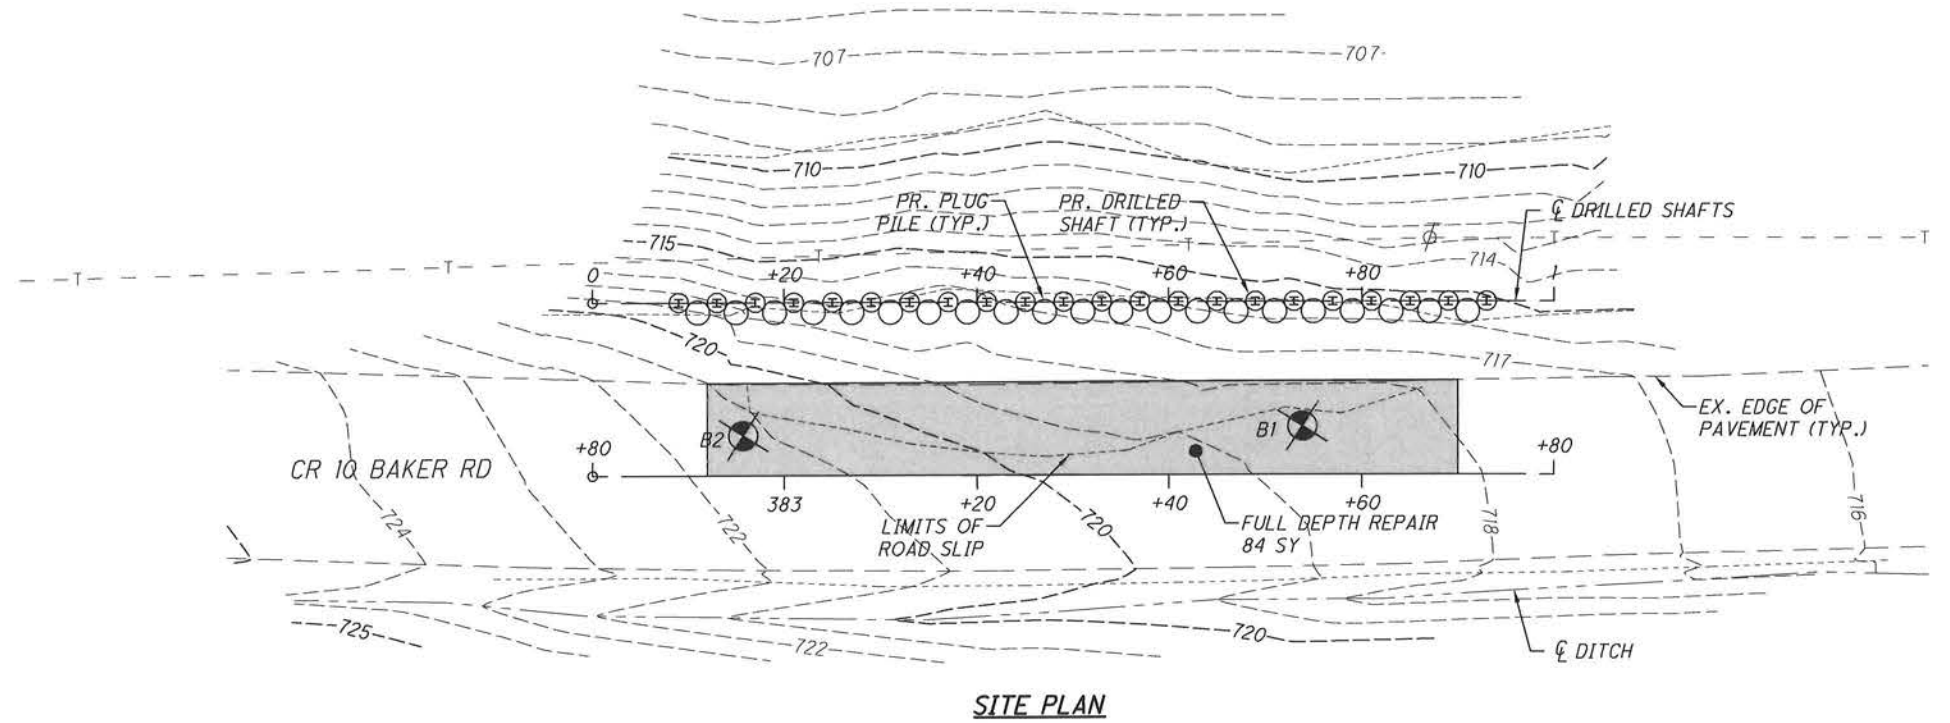 707
707
710
710
PR. PLUG
PILE (TYP.)
PR. DRILLED
SHAFT (TYP.)
℄ DRILLED SHAFTS
715
T
T
T
T
T
T
714
0
+20
+40
+60
+80
1
720
717
EX. EDGE OF
PAVEMENT (TYP.)
B2
B1
CR 10 BAKER RD
+80
+80
383
+20
+40
+60
724
722
720
718
716
LIMITS OF
ROAD SLIP
FULL DEPTH REPAIR
84 SY
725
722
720
℄ DITCH
SITE PLAN